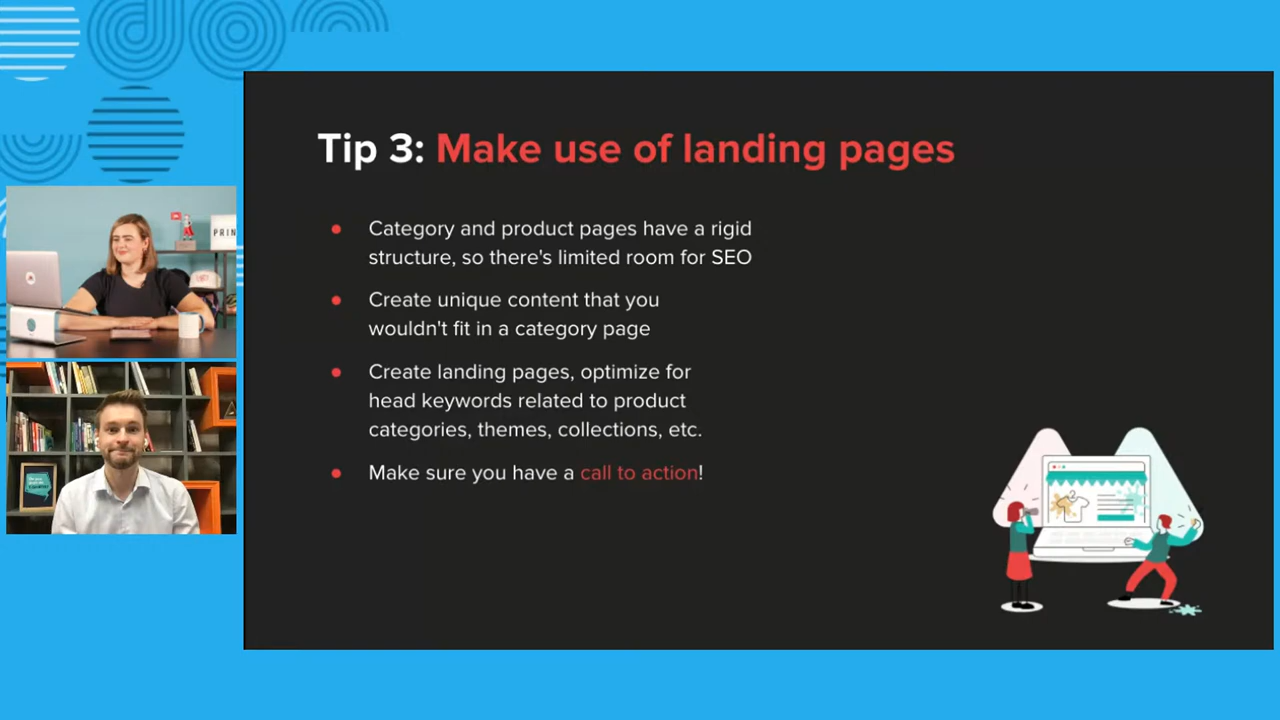 Tip 3: Make use of landing pages
● Category and product pages have a rigid
structure, so there's limited room for SEO
● Create unique content that you
wouldn't fit in a category page
● Create landing pages, optimize for
head keywords related to product
categories, themes, collections, etc.
● Make sure you have a call to action!
PRIN